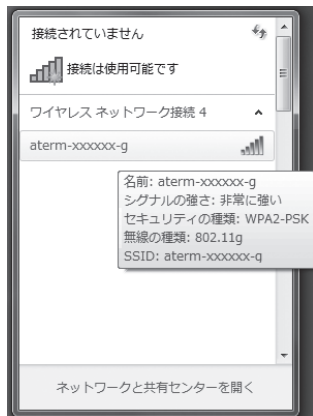 接続されていません
接続は使用可能です
ワイヤレス ネットワーク接続 4
aterm-xxxxxx-g
名前: aterm-xxxxxx-g
シグナルの強さ: 非常に強い
セキュリティの種類: WPA2-PSK
無線の種類: 802.11g
SSID: aterm-xxxxxx-g
ネットワークと共有センターを開く